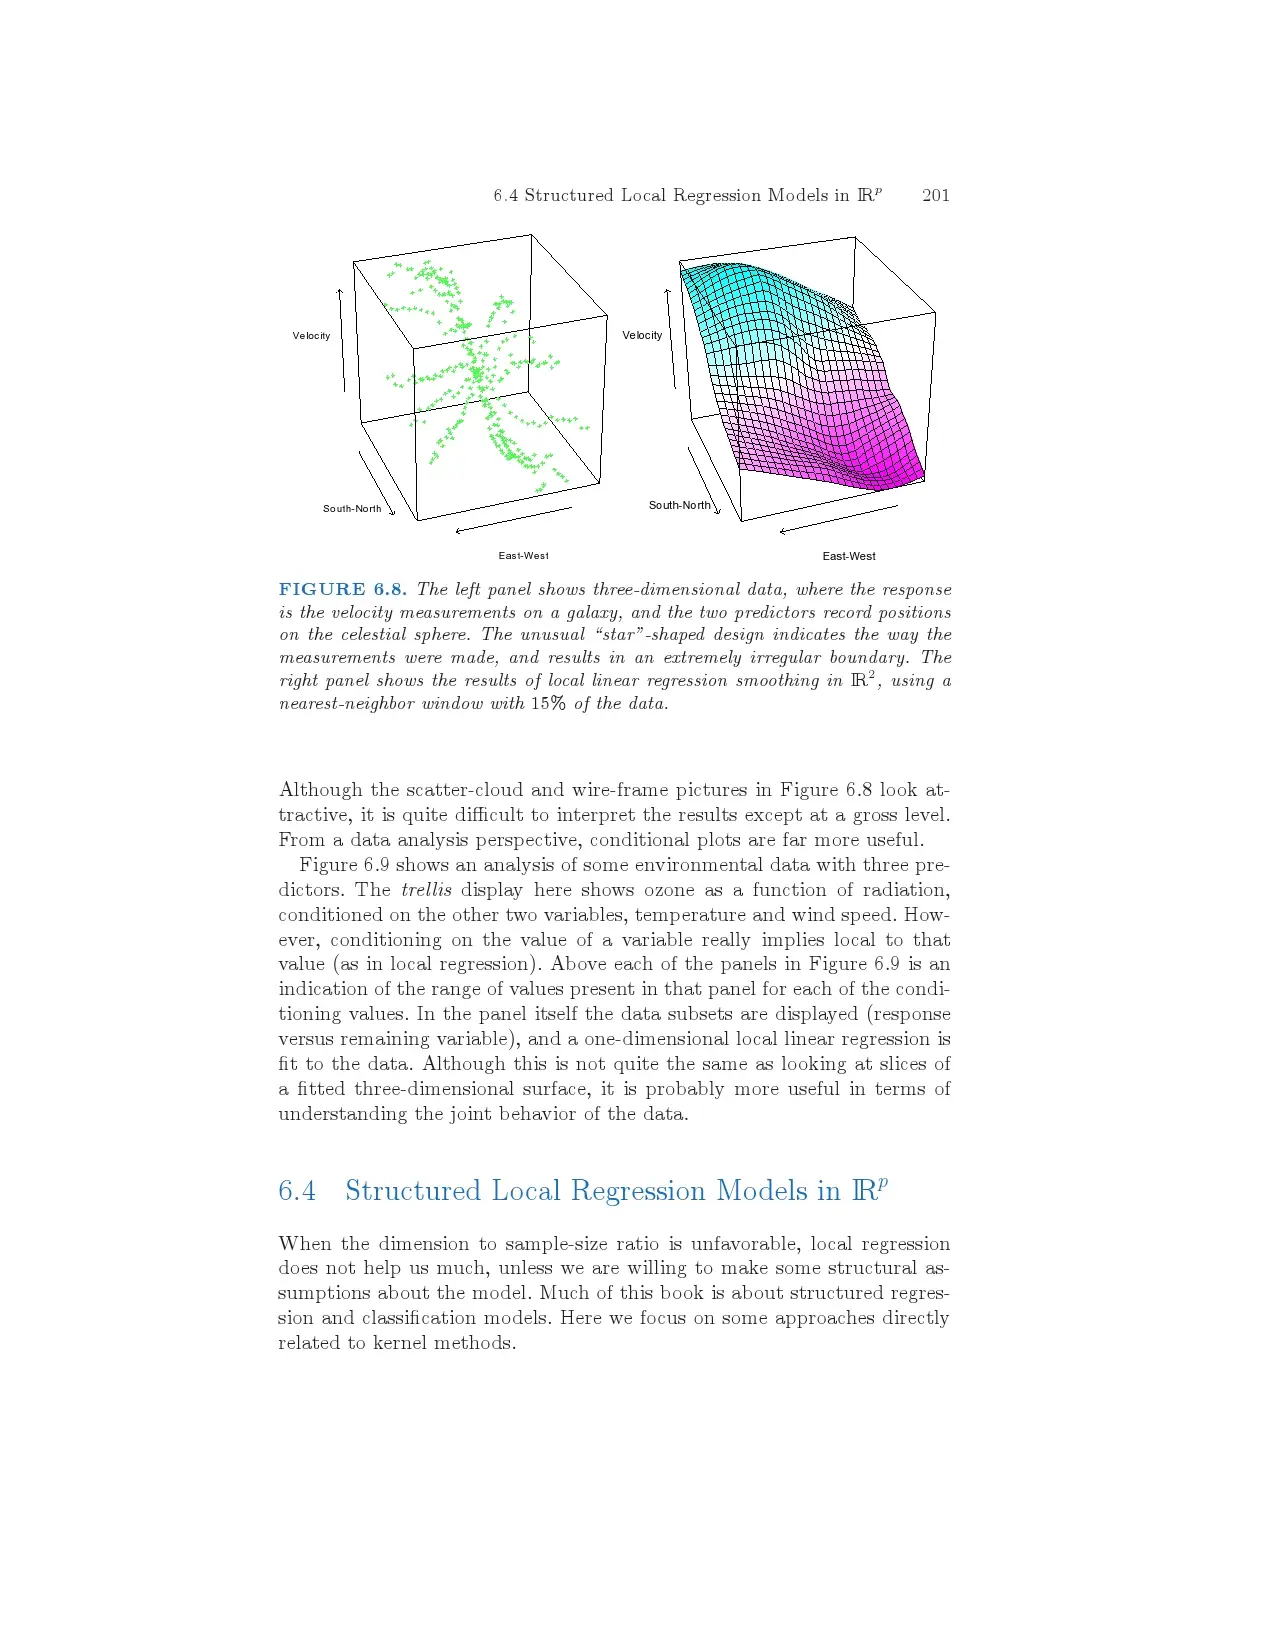 6.4 Structured Local Regression Models in ℝᵖ 201
Velocity
South-North
East-West
Velocity
South-North
East-West
FIGURE 6.8. The left panel shows three-dimensional data, where the response
is the velocity measurements on a galaxy, and the two predictors record positions
on the celestial sphere. The unusual “star”-shaped design indicates the way the
measurements were made, and results in an extremely irregular boundary. The
right panel shows the results of local linear regression smoothing in ℝ², using a
nearest-neighbor window with 15% of the data.
Although the scatter-cloud and wire-frame pictures in Figure 6.8 look at-
tractive, it is quite difficult to interpret the results except at a gross level.
From a data analysis perspective, conditional plots are far more useful.
Figure 6.9 shows an analysis of some environmental data with three pre-
dictors. The trellis display here shows ozone as a function of radiation,
conditioned on the other two variables, temperature and wind speed. How-
ever, conditioning on the value of a variable really implies local to that
value (as in local regression). Above each of the panels in Figure 6.9 is an
indication of the range of values present in that panel for each of the condi-
tioning values. In the panel itself the data subsets are displayed (response
versus remaining variable), and a one-dimensional local linear regression is
fit to the data. Although this is not quite the same as looking at slices of
a fitted three-dimensional surface, it is probably more useful in terms of
understanding the joint behavior of the data.
6.4 Structured Local Regression Models in ℝᵖ
When the dimension to sample-size ratio is unfavorable, local regression
does not help us much, unless we are willing to make some structural as-
sumptions about the model. Much of this book is about structured regres-
sion and classification models. Here we focus on some approaches directly
related to kernel methods.